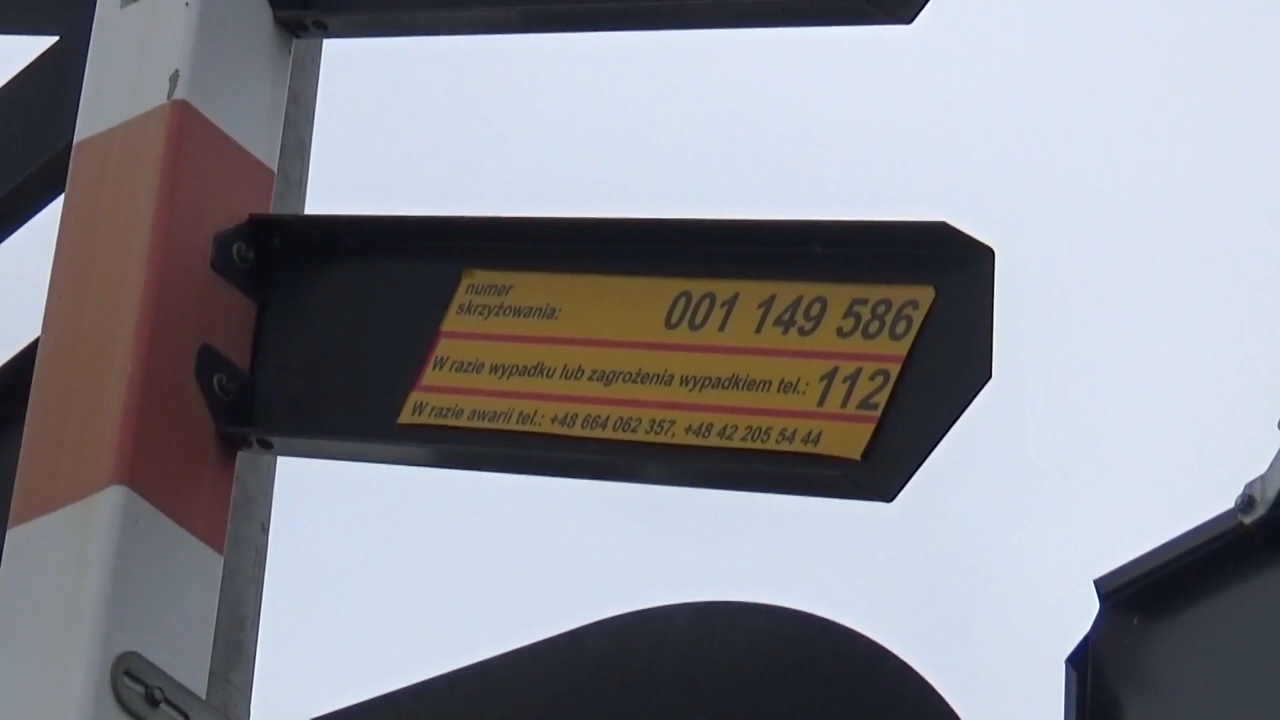 numer
skrzyżowania: 001 149 586
W razie wypadku lub zagrożenia wypadkiem tel.: 112
W razie awarii tel.: +48 664 062 357, +48 42 205 54 44